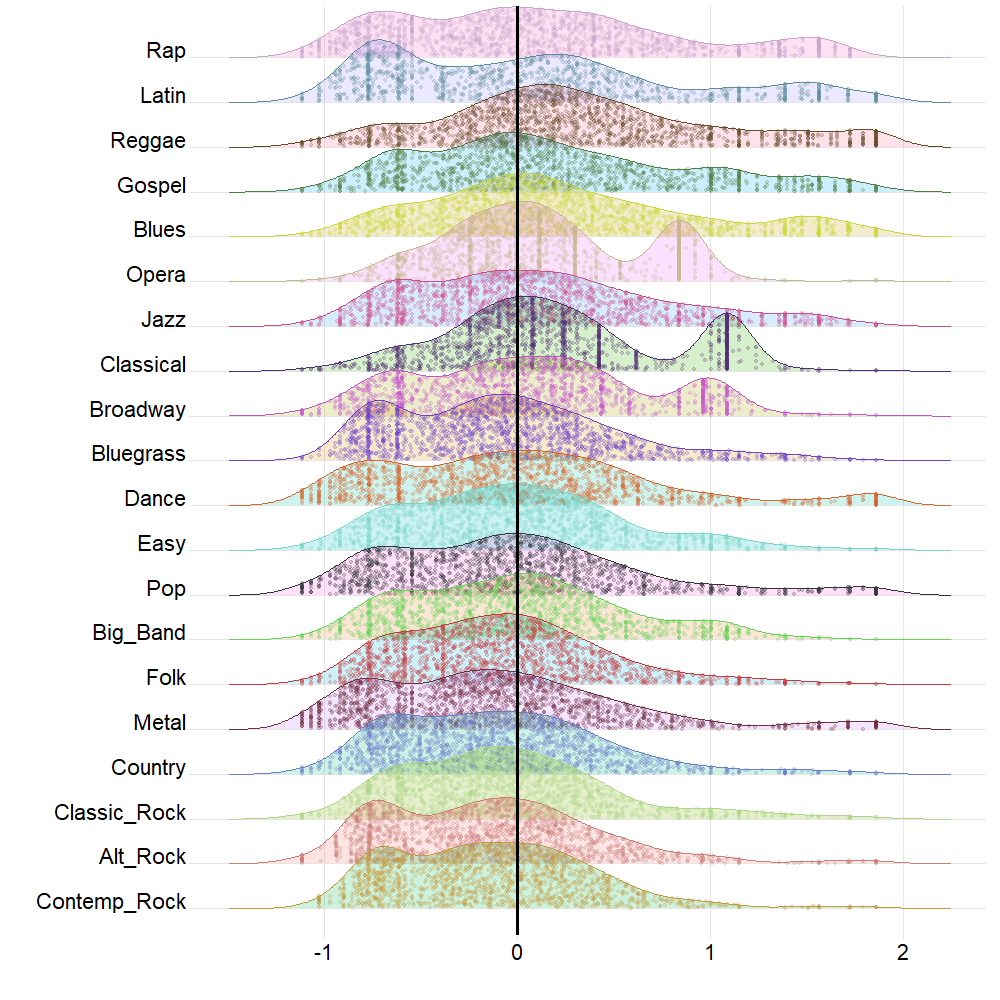 Rap
Latin
Reggae
Gospel
Blues
Opera
Jazz
Classical
Broadway
Bluegrass
Dance
Easy
Pop
Big_Band
Folk
Metal
Country
Classic_Rock
Alt_Rock
Contemp_Rock
-1 0 1 2